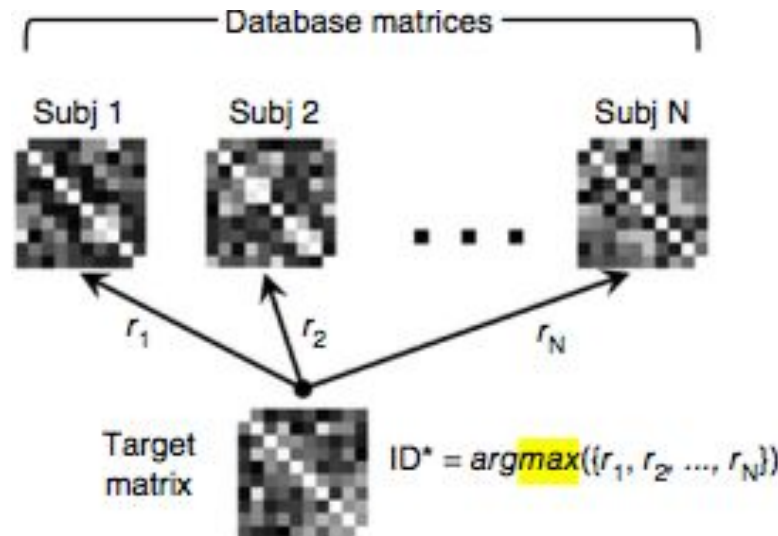 Database matrices
Subj 1 Subj 2 Subj N
r1 r2 rN
Target
matrix
ID* = argmax({r1, r2, ..., rN})